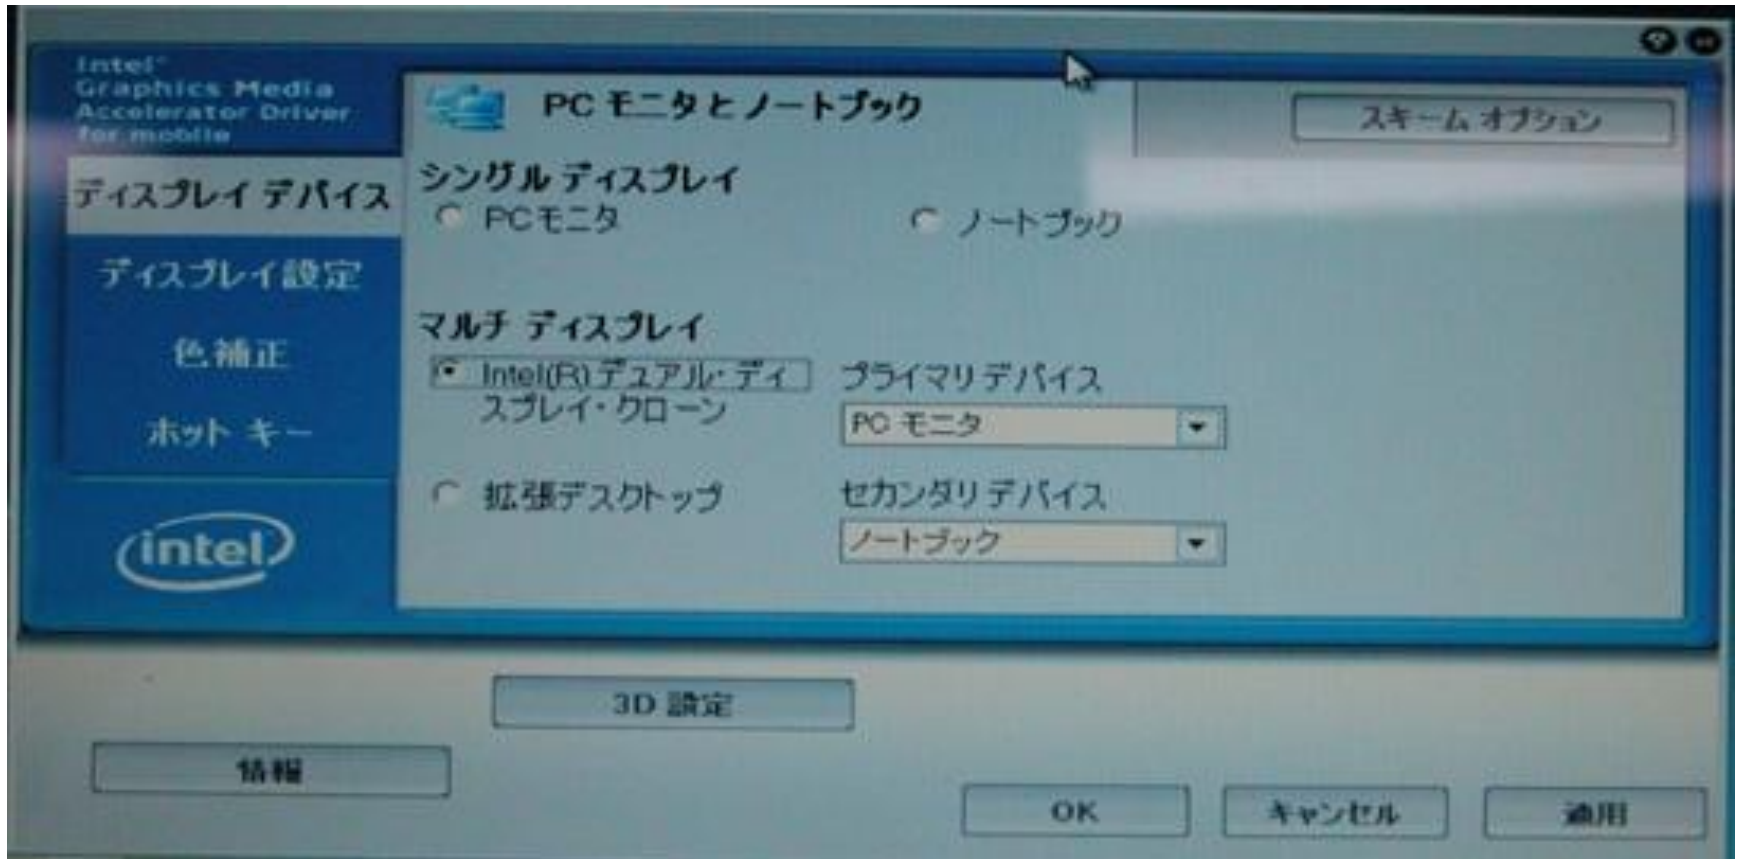 Intel®
Graphics Media
Accelerator Driver
for mobile
PC モニタとノートブック
スキーム オプション
ディスプレイ デバイス
シングル ディスプレイ
PCモニタ
ノートブック
ディスプレイ設定
色補正
ホット キー
マルチ ディスプレイ
Intel(R)デュアル・ディ
スプレイ・クローン
プライマリデバイス
PC モニタ
拡張デスクトップ
セカンダリデバイス
ノートブック
intel
3D 設定
情報
OK
キャンセル
適用